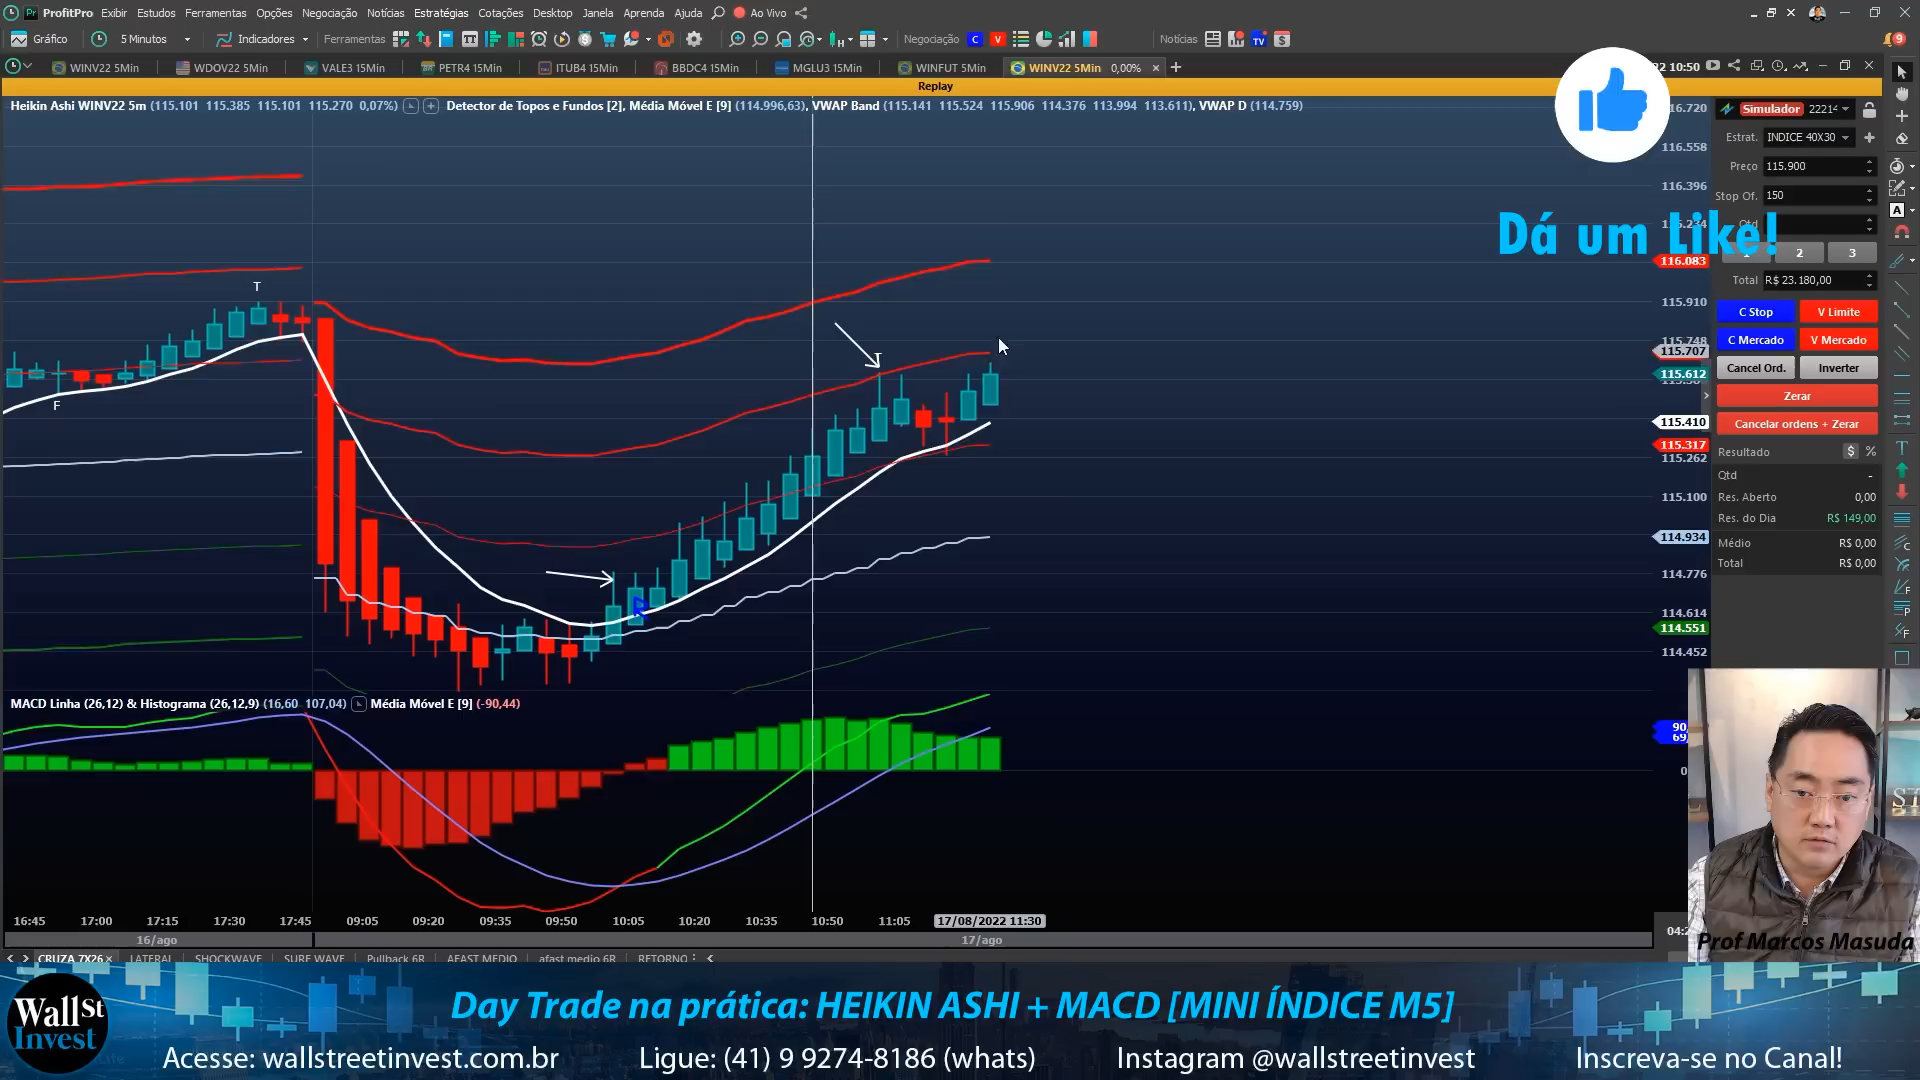 ProfitPro Exibir Estudos Ferramentas Opções Negociação Notícias Estratégias Cotações Desktop Janela Aprenda Ajuda Ao Vivo
Gráfico 5 Minutos Indicadores Ferramentas Negociação C V Notícias
WINV22 5Min WDOV22 5Min VALE3 15Min PETR4 15Min ITUB4 15Min BBDC4 15Min MGLU3 15Min WINFUT 5Min WINV22 5Min 0,00% 10:50
Replay
Heikin Ashi WINV22 5m (115.101 115.385 115.101 115.270 0,07%) Detector de Topos e Fundos [2], Média Móvel E [9] (114.996,63), VWAP Band (115.141 115.524 115.906 114.376 113.994 113.611), VWAP D (114.759)
116.720
116.558
116.396
116.083
115.910
115.748
115.707
115.612
115.410
115.317
115.262
115.100
114.934
114.776
114.614
114.551
114.452
T
F
T
R
Simulador
Estrat. INDICE 40X30
Preço 115.900
Stop Of. 150
Dá um Like!
2 3
Total R$ 23.180,00
C Stop V Limite
C Mercado V Mercado
Cancel Ord. Inverter
Zerar
Cancelar ordens + Zerar
Resultado $ %
Qtd -
Res. Aberto 0,00
Res. do Dia R$ 149,00
Médio R$ 0,00
Total R$ 0,00
MACD Linha (26,12) & Histograma (26,12,9) (16,60 107,04) Média Móvel E [9] (-90,44)
0
16:45 17:00 17:15 17:30 17:45 09:05 09:20 09:35 09:50 10:05 10:20 10:35 10:50 11:05 17/08/2022 11:30
16/ago 17/ago
CRUZA 7X26 LATERAL SHOCKWAVE SURF WAVE Pullback 6R AFAST MEDIO afast medio 6R RETORNO
Prof Marcos Masuda
Wall St Invest
Day Trade na prática: HEIKIN ASHI + MACD [MINI ÍNDICE M5]
Acesse: wallstreetinvest.com.br Ligue: (41) 9 9274-8186 (whats) Instagram @wallstreetinvest Inscreva-se no Canal!